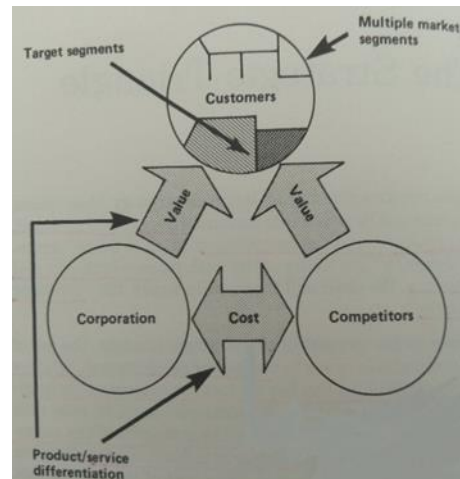 Multiple market
segments
Target segments
Customers
Value
Value
Corporation
Cost
Competitors
Product/service
differentiation